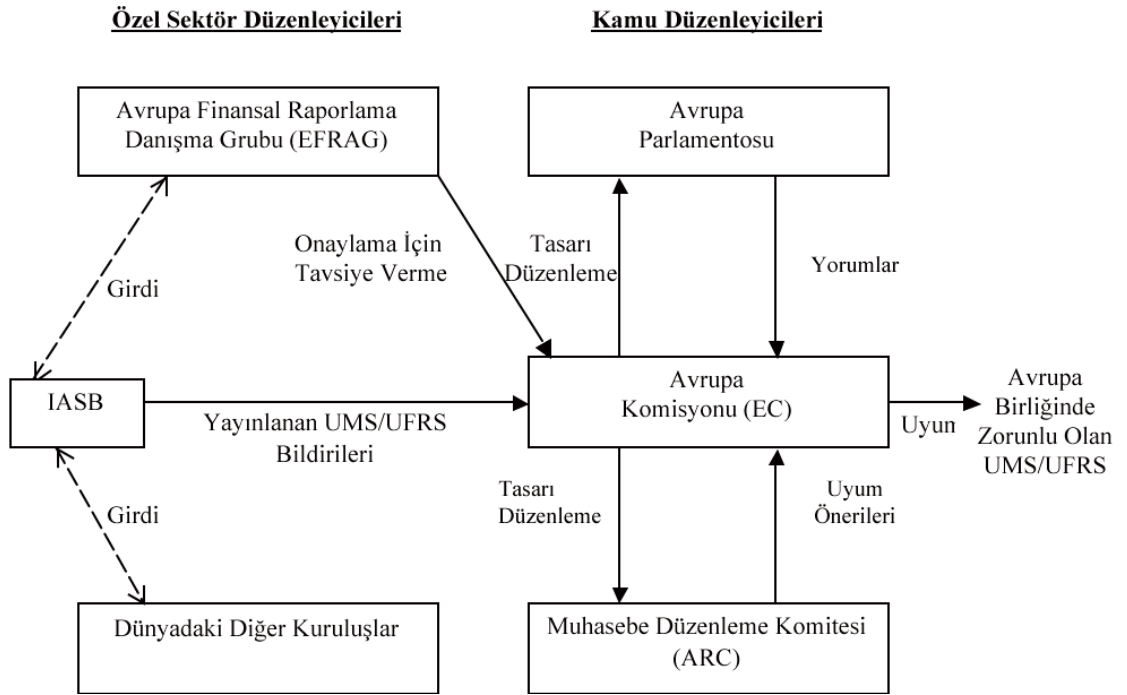 Özel Sektör Düzenleyicileri
Kamu Düzenleyicileri
Avrupa Finansal Raporlama
Danışma Grubu (EFRAG)
Avrupa
Parlamentosu
Onaylama İçin
Tavsiye Verme
Tasarı
Düzenleme
Yorumlar
Girdi
IASB
Yayınlanan UMS/UFRS
Bildirileri
Avrupa
Komisyonu (EC)
Uyun
Avrupa
Birliğinde
Zorunlu Olan
UMS/UFRS
Girdi
Tasarı
Düzenleme
Uyum
Önerileri
Dünyadaki Diğer Kuruluşlar
Muhasebe Düzenleme Komitesi
(ARC)